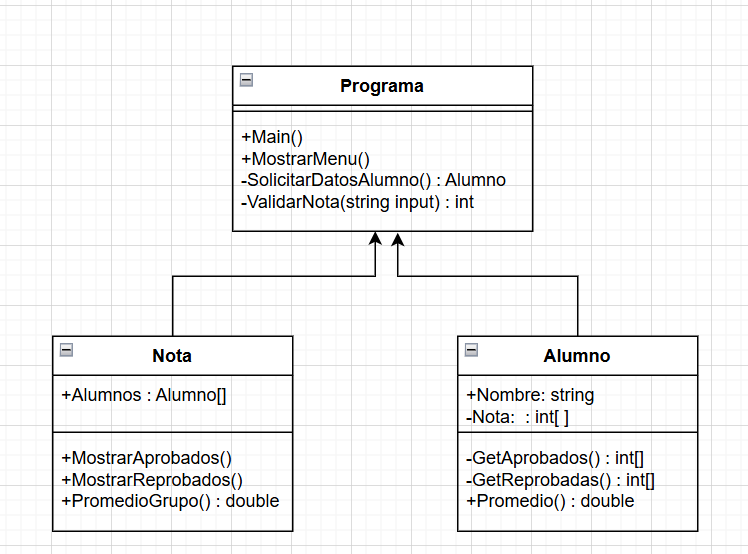 Programa
+Main()
+MostrarMenu()
-SolicitarDatosAlumno() : Alumno
-ValidarNota(string input) : int
Nota
+Alumnos : Alumno[]
+MostrarAprobados()
+MostrarReprobados()
+PromedioGrupo() : double
Alumno
+Nombre: string
-Nota: : int[ ]
-GetAprobados() : int[]
-GetReprobadas() : int[]
+Promedio() : double